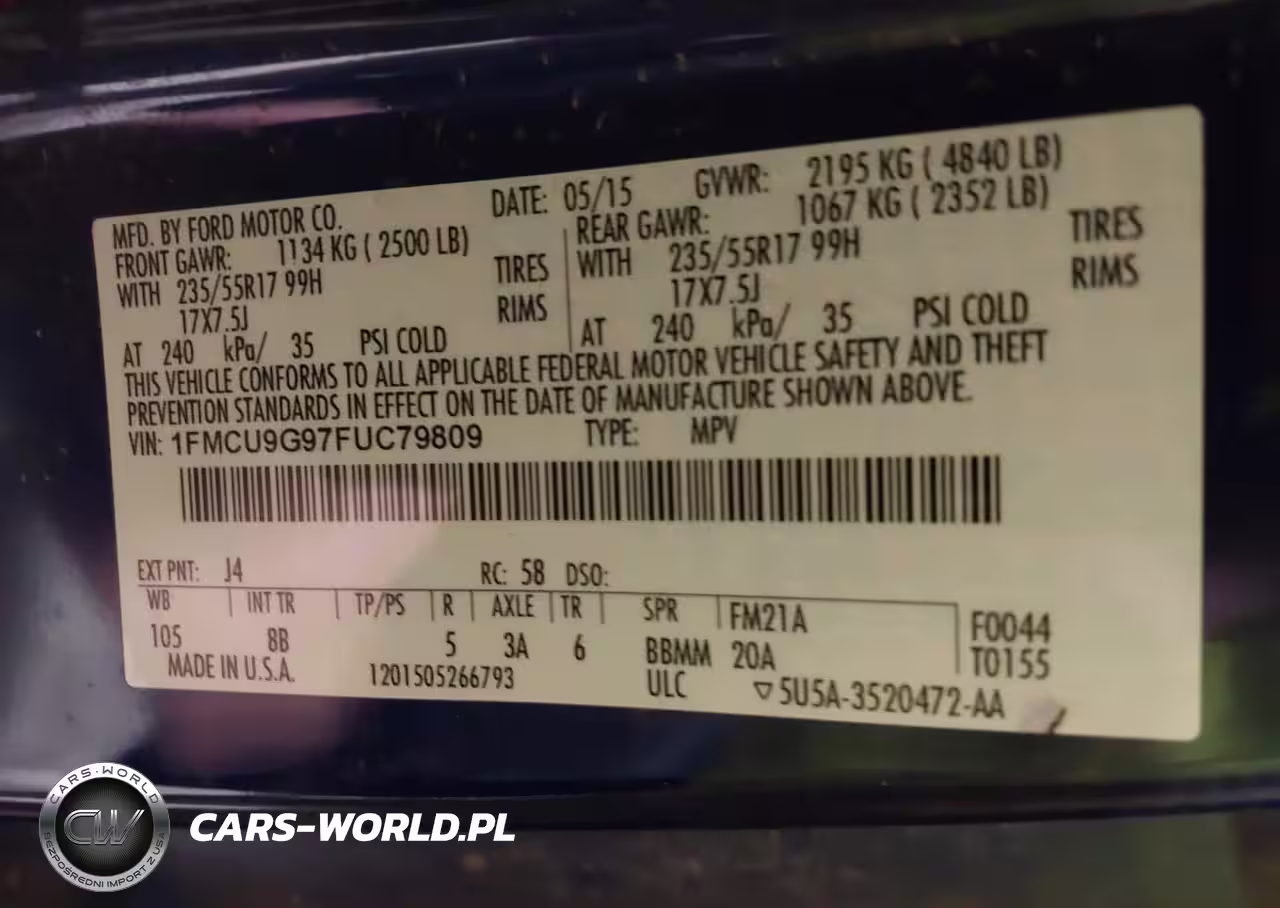 DATE: 05/15 GVWR: 2195 KG ( 4840 LB)
MFD. BY FORD MOTOR CO.
FRONT GAWR: 1134 KG ( 2500 LB)
WITH 235/55R17 99H TIRES
17X7.5J RIMS
AT 240 kPa/ 35 PSI COLD
REAR GAWR: 1067 KG ( 2352 LB)
WITH 235/55R17 99H TIRES
17X7.5J RIMS
AT 240 kPa/ 35 PSI COLD
THIS VEHICLE CONFORMS TO ALL APPLICABLE FEDERAL MOTOR VEHICLE SAFETY AND THEFT
PREVENTION STANDARDS IN EFFECT ON THE DATE OF MANUFACTURE SHOWN ABOVE.
VIN: 1FMCU9G97FUC79809 TYPE: MPV
EXT PNT: J4 RC: 58 DSO:
WB INT TR TP/PS R AXLE TR SPR FM21A F0044
105 8B 5 3A 6 BBMM 20A T0155
MADE IN U.S.A. 1201505266793 ULC ▽5U5A-3520472-AA
CARS-WORLD
CW
BEZPOŚREDNI IMPORT Z USA
CARS-WORLD.PL